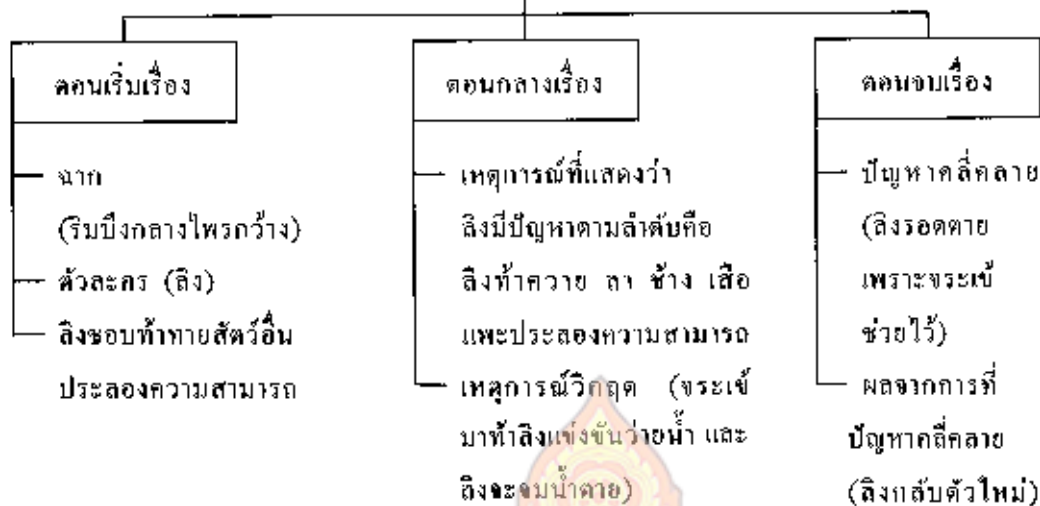 ตอนเริ่มเรื่อง
ฉาก
(ริมบึงกลางไพรกว้าง)
ตัวละคร (ลิง)
ลิงชอบท้าทายสัตว์อื่น
ประลองความสามารถ
ตอนกลางเรื่อง
เหตุการณ์ที่แสดงว่า
ลิงมีปัญหาตามลำดับคือ
ลิงท้าควาย ลา ช้าง เสือ
แพะประลองความสามารถ
เหตุการณ์วิกฤต (จระเข้
มาท้าลิงแข่งขันว่ายน้ำ และ
ลิงจะจมน้ำตาย)
ตอนจบเรื่อง
ปัญหาคลี่คลาย
(ลิงรอดตาย
เพราะจระเข้
ช่วยไว้)
ผลจากการที่
ปัญหาคลี่คลาย
(ลิงกลับตัวใหม่)